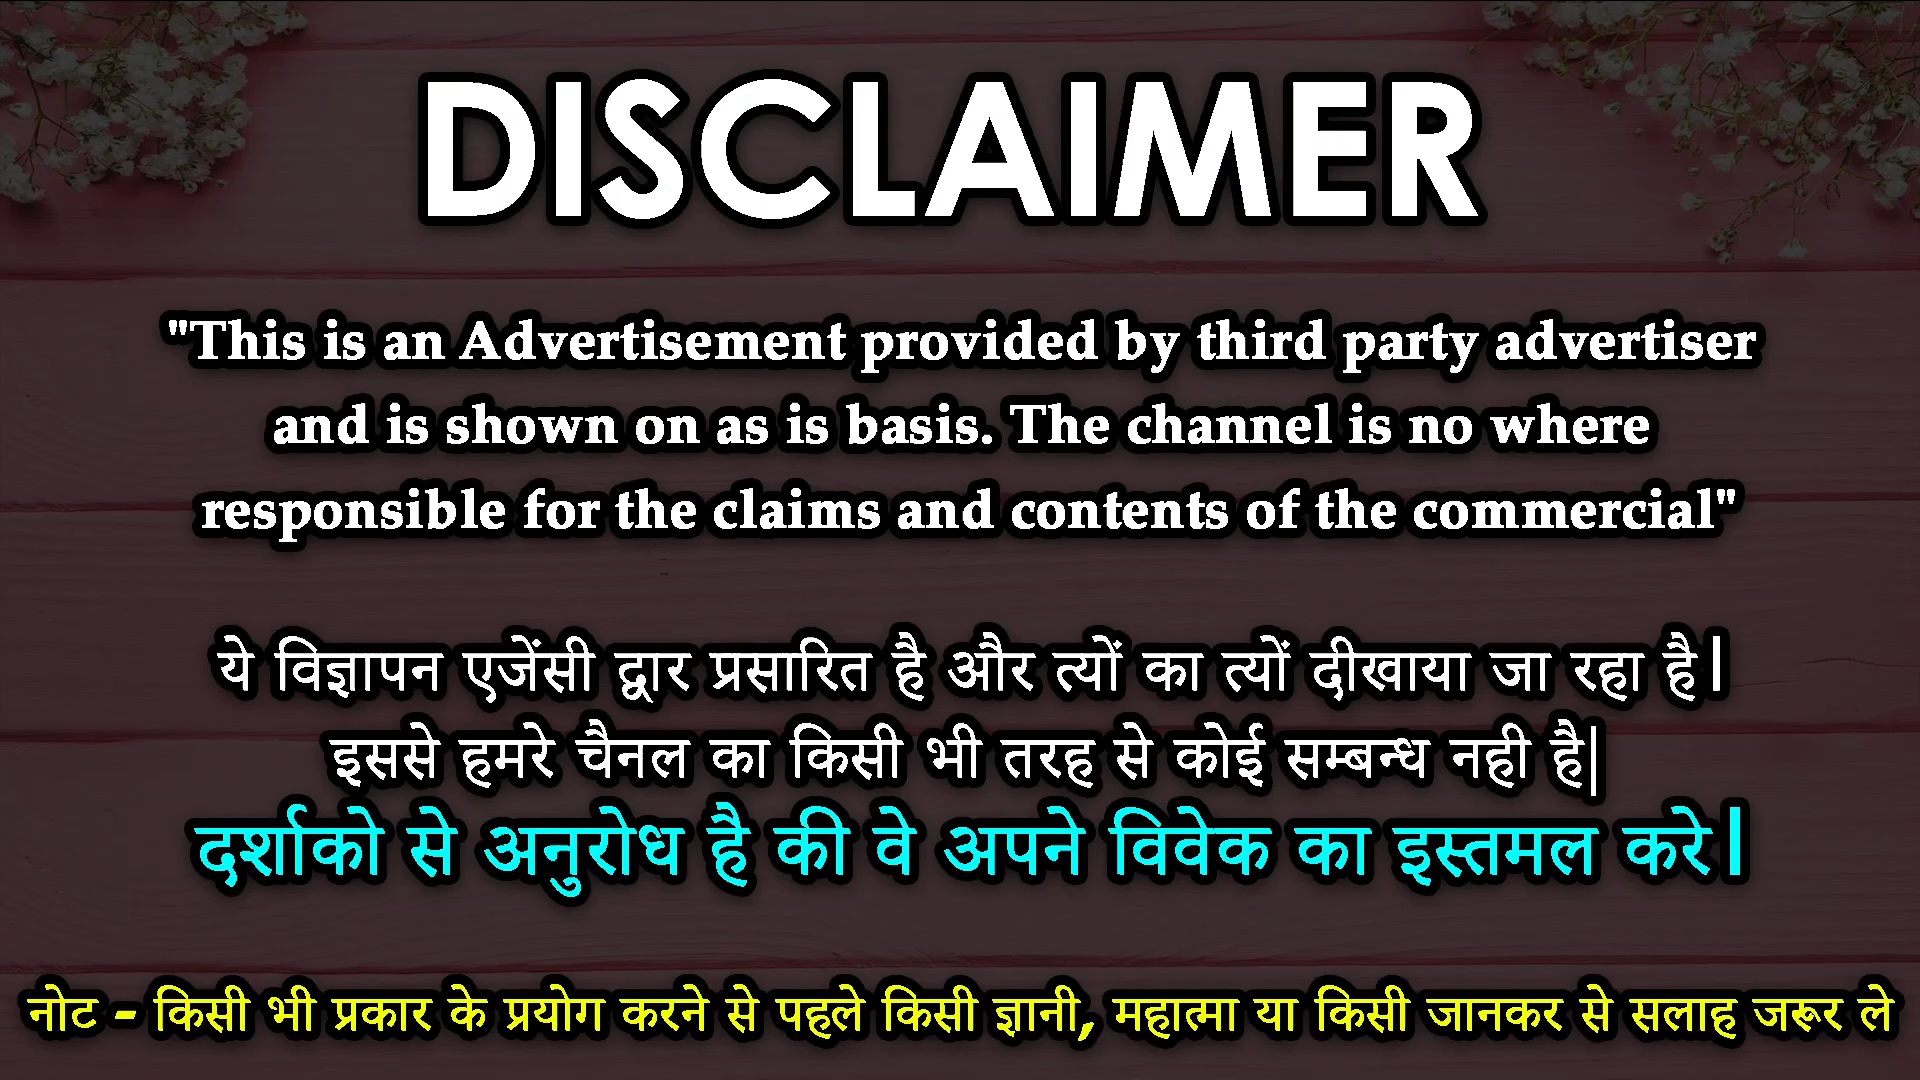 DISCLAIMER
"This is an Advertisement provided by third party advertiser
and is shown on as is basis. The channel is no where
responsible for the claims and contents of the commercial"
ये विज्ञापन एजेंसी द्वार प्रसारित है और त्यों का त्यों दीखाया जा रहा है।
इससे हमरे चैनल का किसी भी तरह से कोई सम्बन्ध नही है|
दर्शाको से अनुरोध है की वे अपने विवेक का इस्तमल करे।
नोट - किसी भी प्रकार के प्रयोग करने से पहले किसी ज्ञानी, महात्मा या किसी जानकर से सलाह जरूर ले